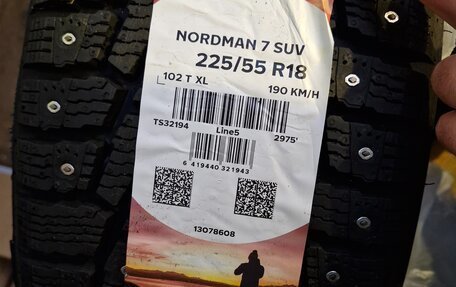 NORDMAN 7 SUV
225/55 R18
102 T XL
190 KM/H
TS32194 Line5 2975'
6 419440 321943
13078608